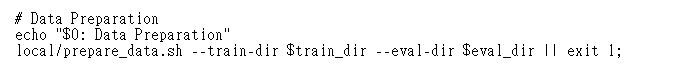 # Data Preparation
echo "$0: Data Preparation"
local/prepare_data.sh --train-dir $train_dir --eval-dir $eval_dir || exit 1;